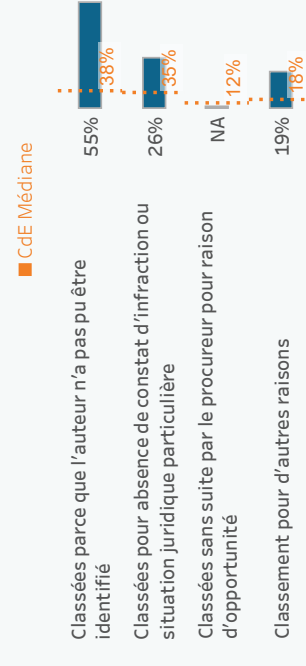 CdE Médiane
Classées parce que l'auteur n'a pas pu être
identifié
55%
38%
Classées pour absence de constat d'infraction ou
situation juridique particulière
26%
35%
Classées sans suite par le procureur pour raison
d'opportunité
NA
12%
Classement pour d'autres raisons
19%
18%